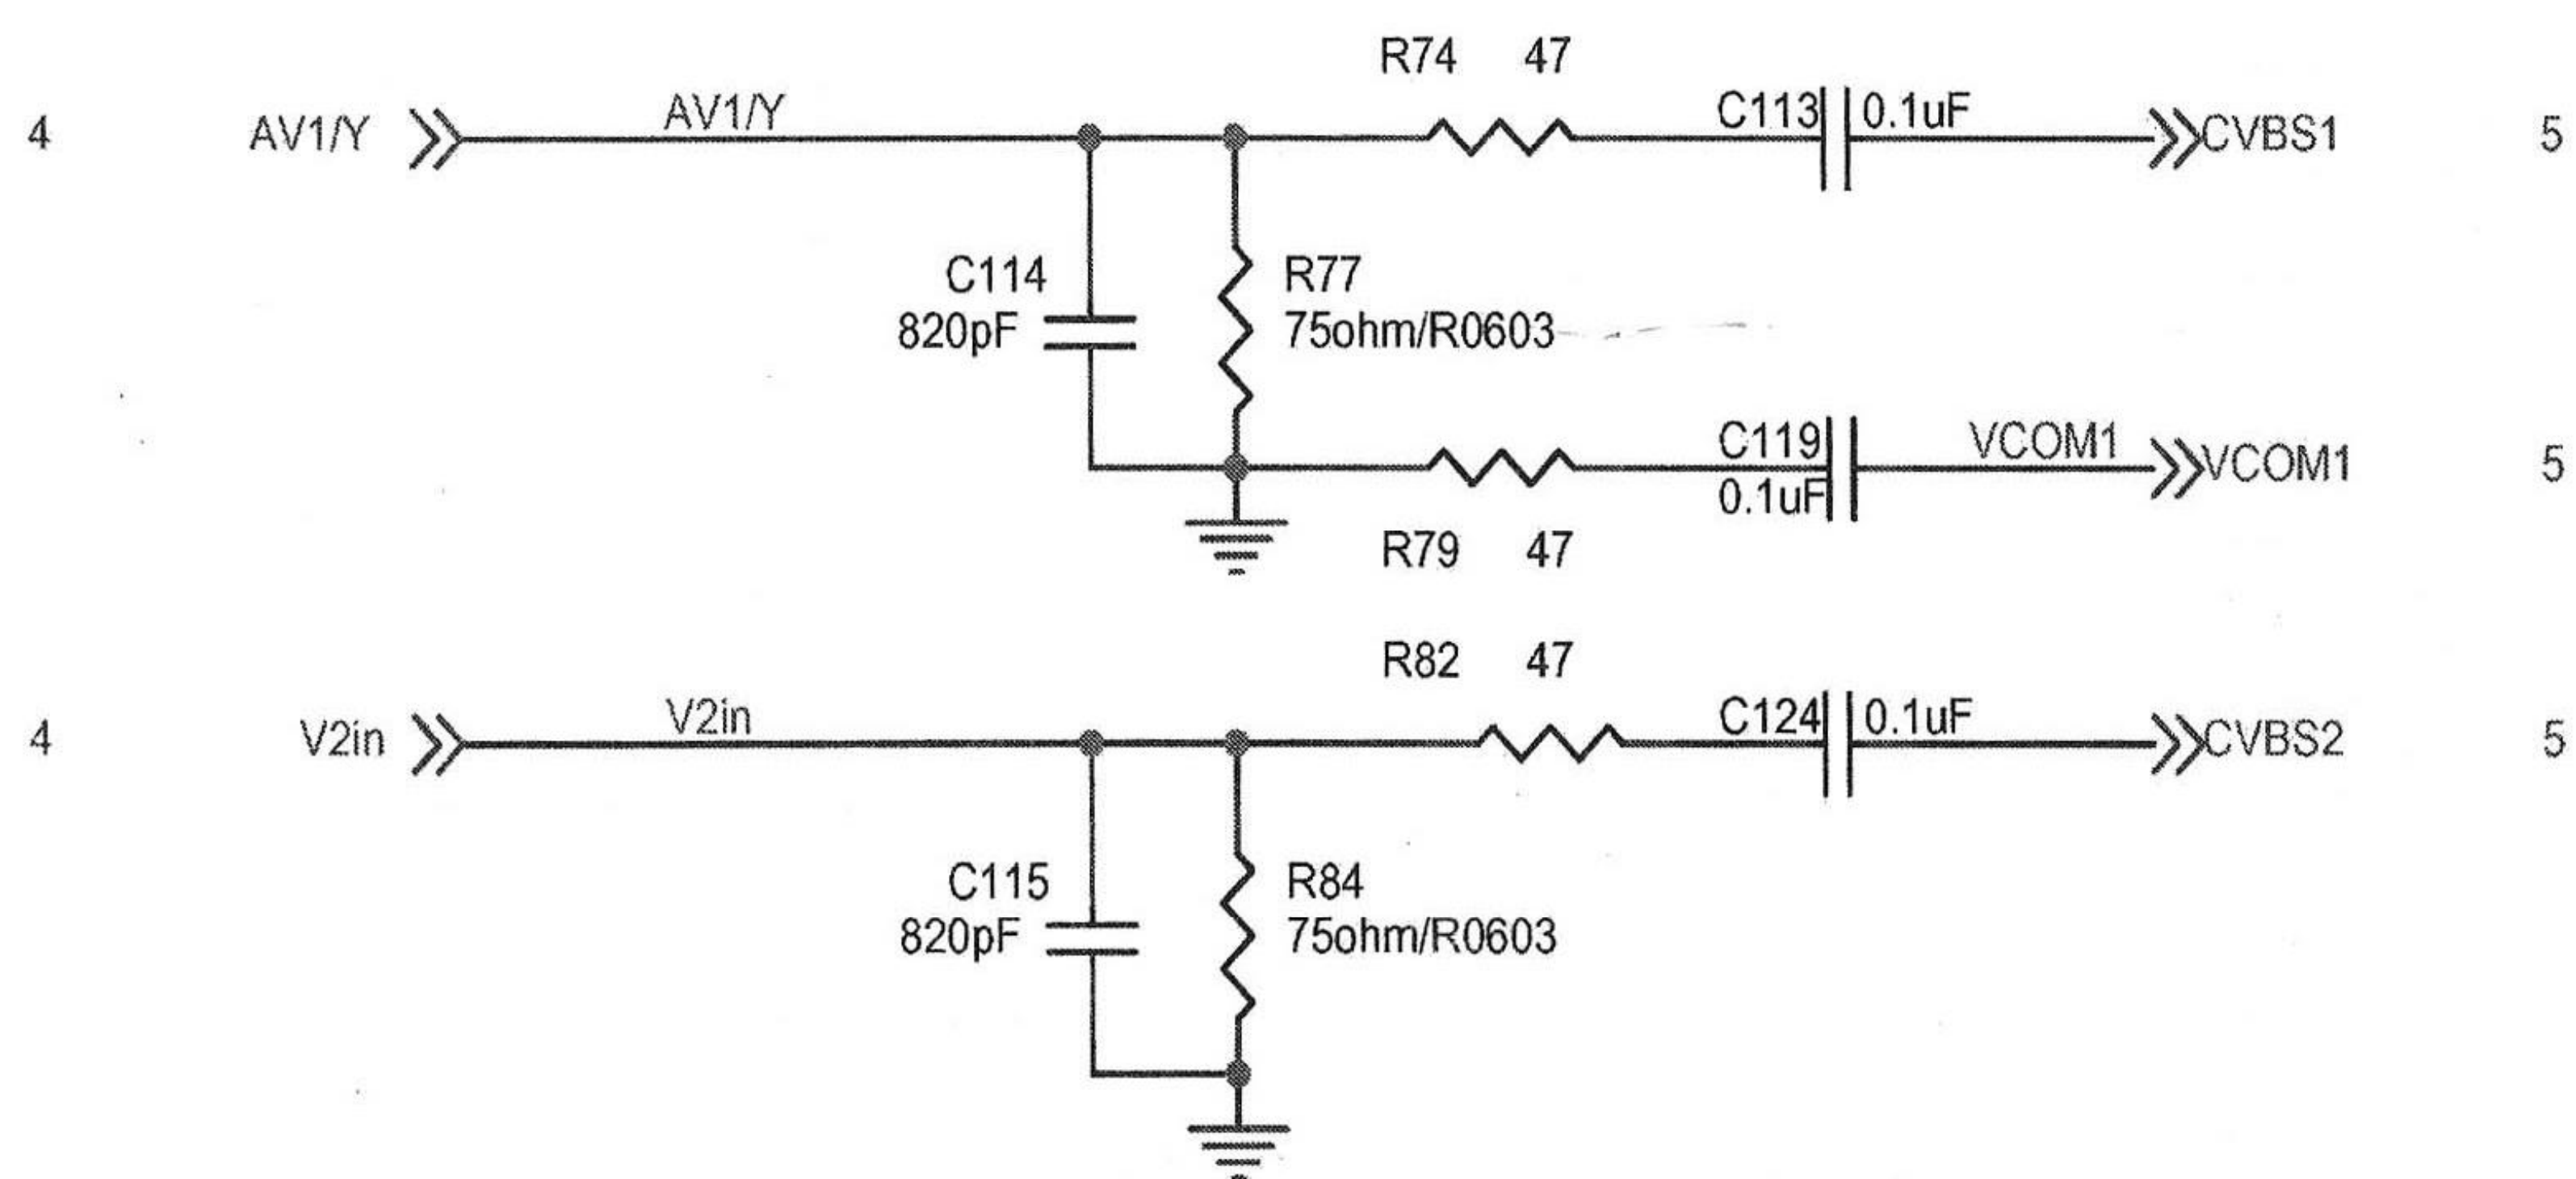 R74 47
4 AV1/Y AV1/Y C113 0.1uF CVBS1 5
C114 R77
820pF 75ohm/R0603
C119 VCOM1 VCOM1 5
0.1uF
R79 47
R82 47
4 V2in V2in C124 0.1uF CVBS2 5
C115 R84
820pF 75ohm/R0603